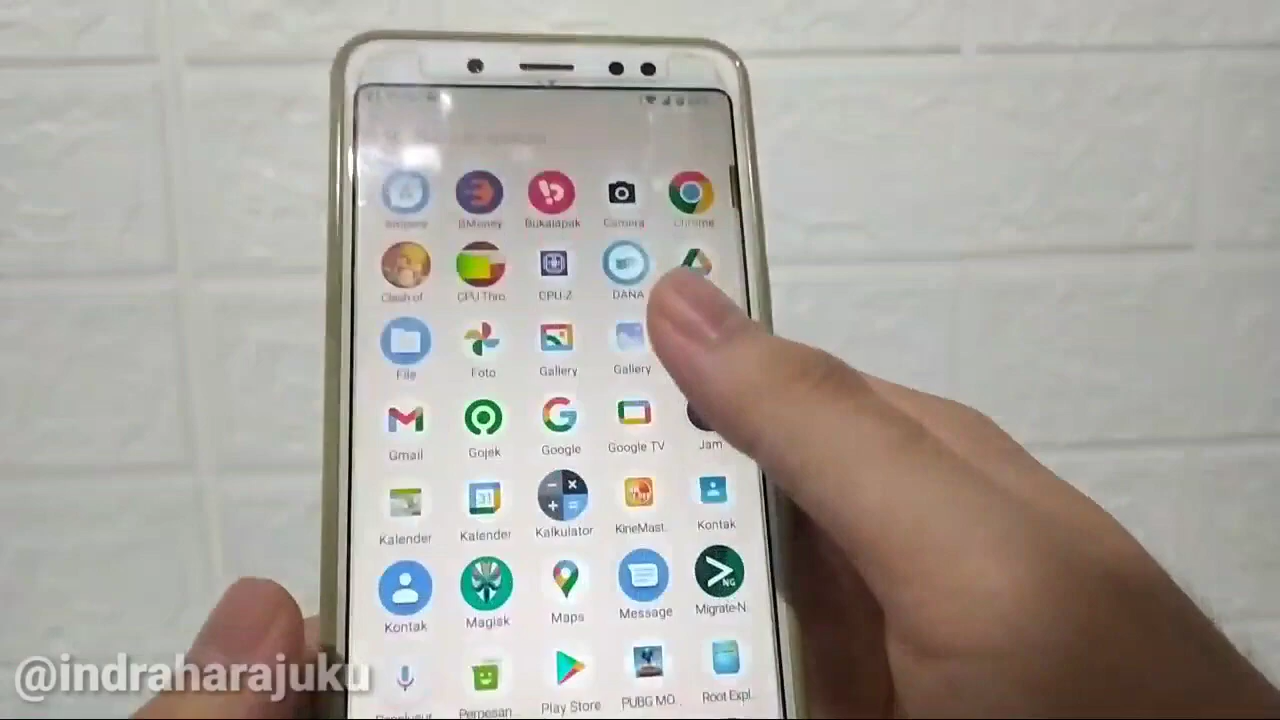 BMoney Bukalapak Camera Chrome
Clash of CPU Thro. CPU-Z DANA
File Foto Gallery Gallery
Gmail Gojek Google Google TV Jam
31
Kalender Kalender Kalkulator KineMast.. Kontak
NG
Kontak Magisk Maps Message Migrate-N
Perpesan.. Play Store PUBG MO.. Root Expl..
@indraharajuku